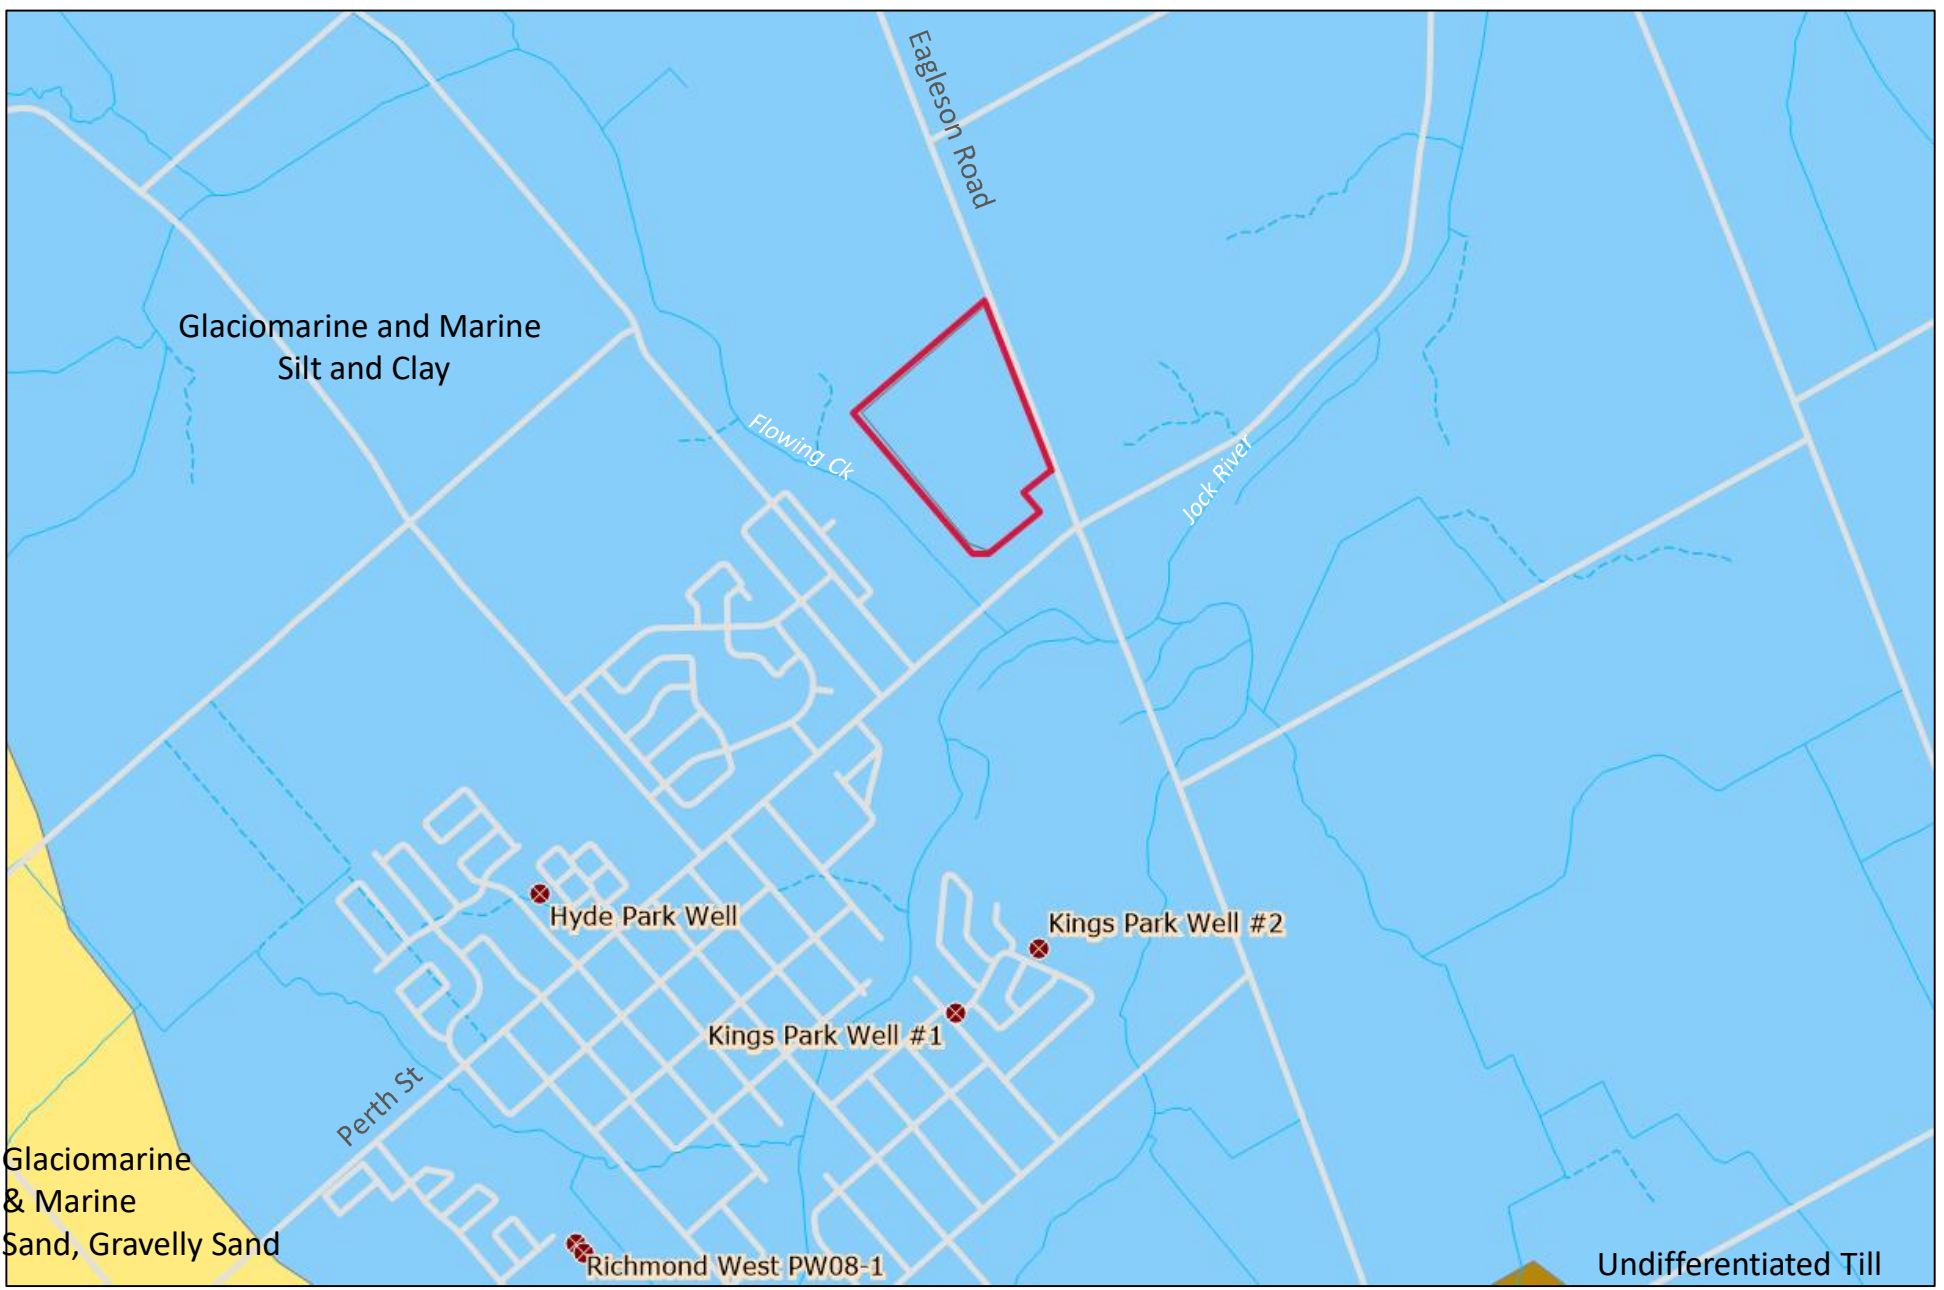 Eagleson Road
Glaciomarine and Marine
Silt and Clay
Flowing Ck
Jock River
Hyde Park Well
Kings Park Well #2
Kings Park Well #1
Perth St
Glaciomarine
& Marine
Sand, Gravelly Sand
Richmond West PW08-1
Undifferentiated Till